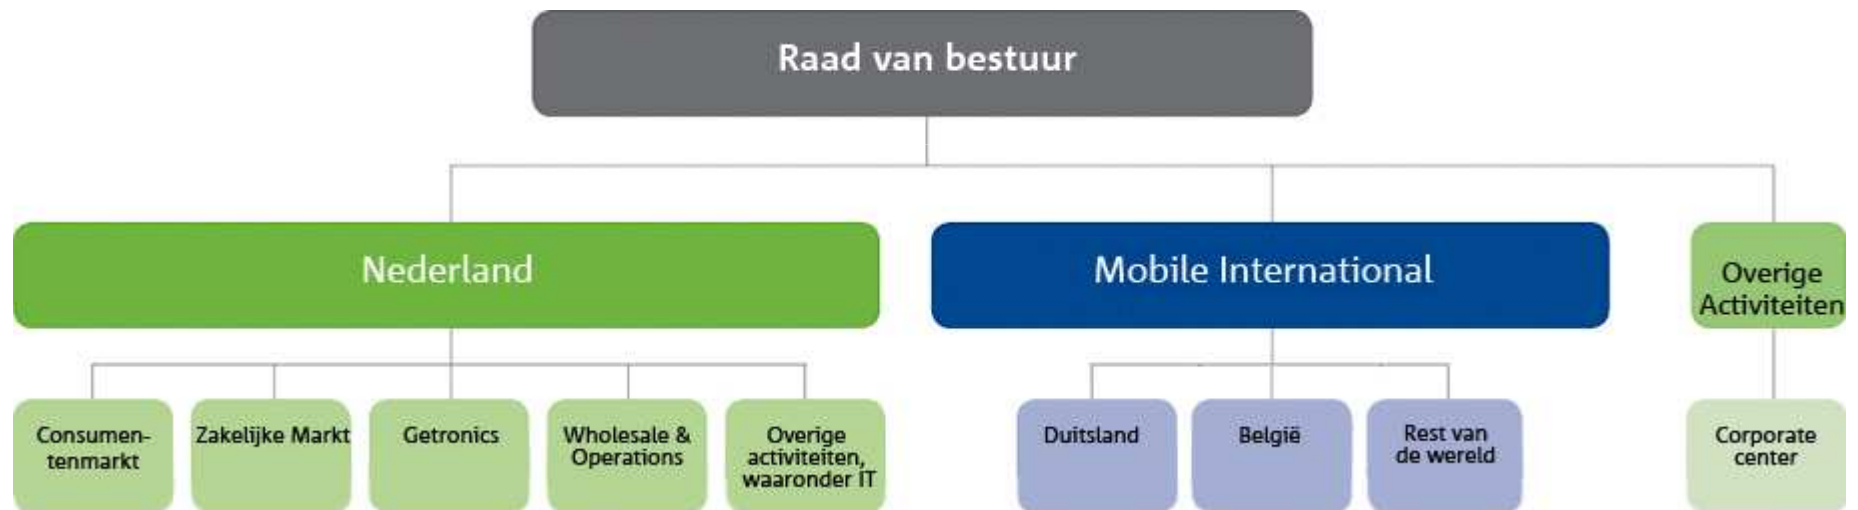 Raad van bestuur
Nederland
Mobile International
Overige
Activiteiten
Consumen-
tenmarkt
Zakelijke Markt
Getronics
Wholesale &
Operations
Overige
activiteiten,
waaronder IT
Duitsland
België
Rest van
de wereld
Corporate
center